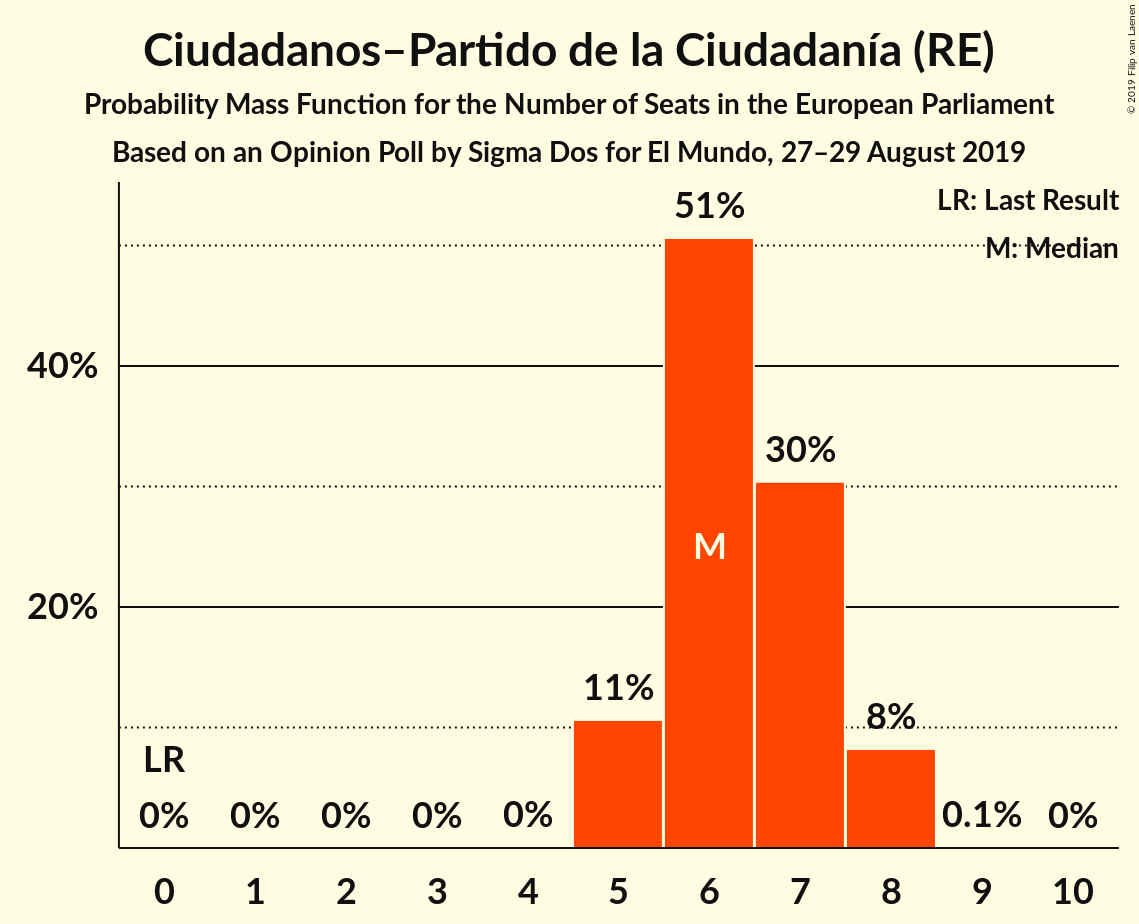 Ciudadanos–Partido de la Ciudadanía (RE)
Probability Mass Function for the Number of Seats in the European Parliament
Based on an Opinion Poll by Sigma Dos for El Mundo, 27–29 August 2019
© 2019 Filip van Laenen
LR: Last Result
M: Median
51%
40%
30%
M
20%
11%
8%
LR
0% 0% 0% 0% 0% 0.1% 0%
0 1 2 3 4 5 6 7 8 9 10